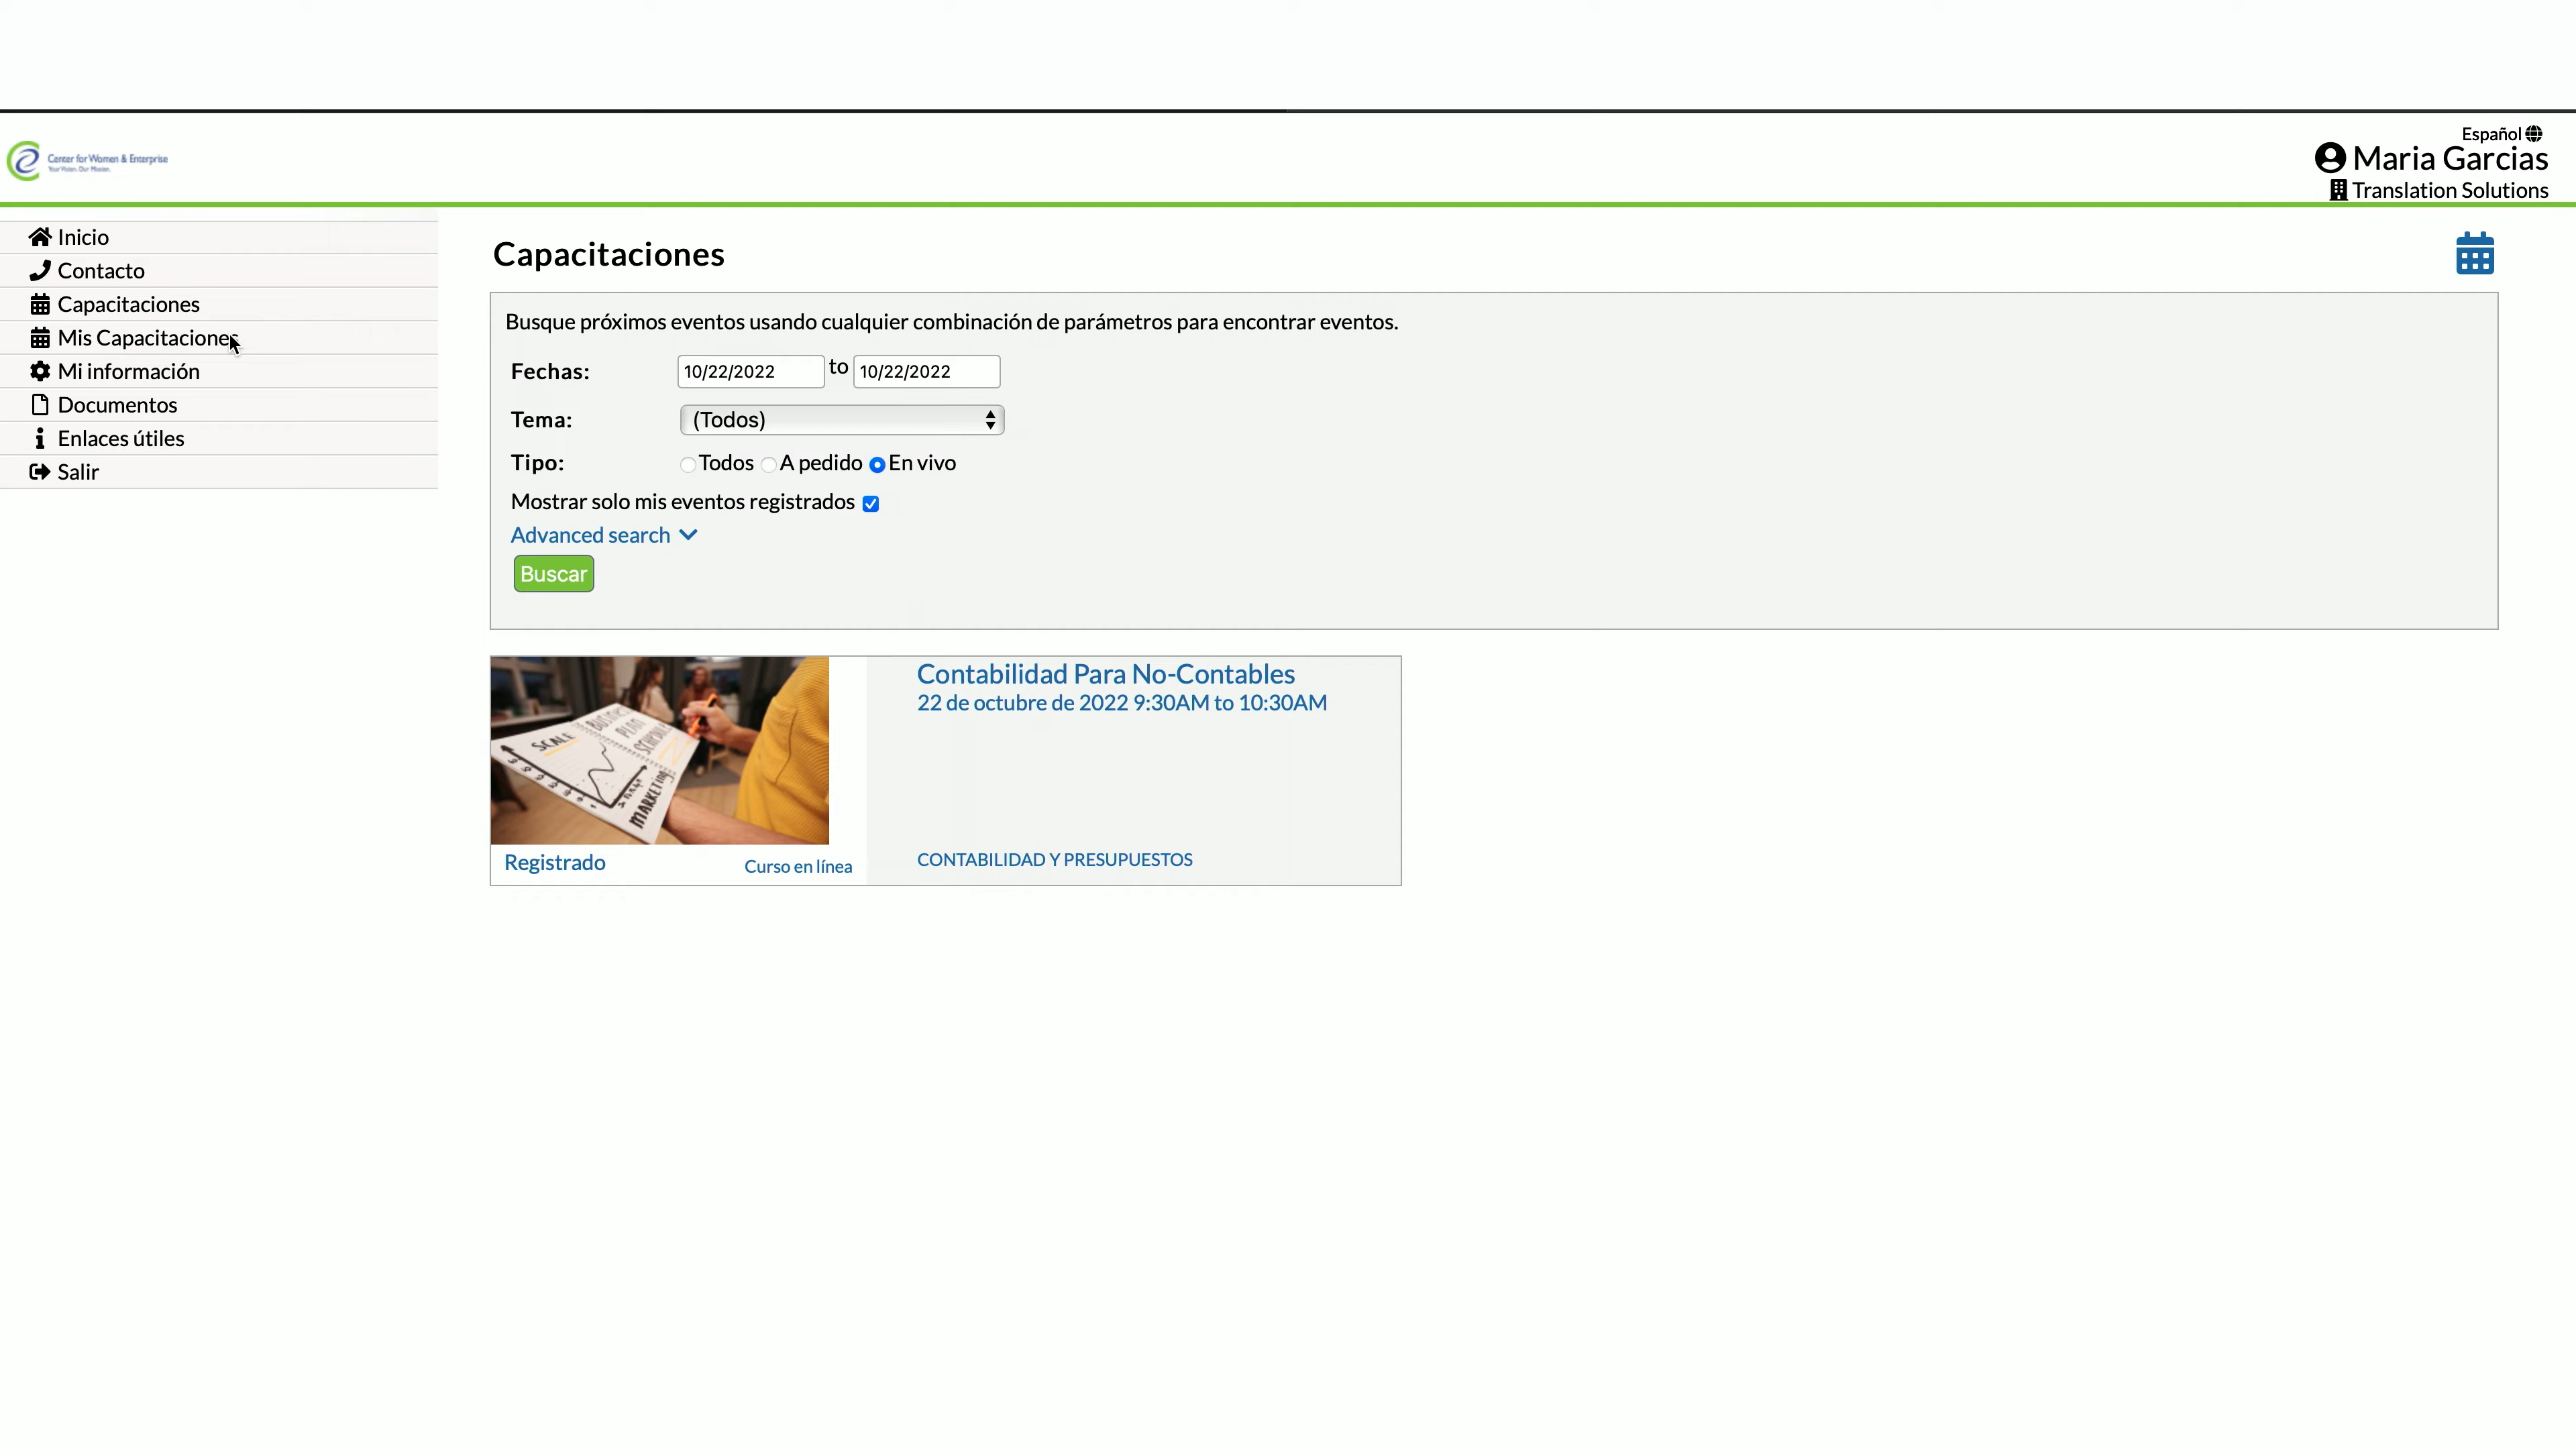 Center for Women & Enterprise
Your Vision. Our Mission.
Español
Maria Garcias
Translation Solutions
Inicio
Contacto
Capacitaciones
Mis Capacitaciones
Mi información
Documentos
Enlaces útiles
Salir
Capacitaciones
Busque próximos eventos usando cualquier combinación de parámetros para encontrar eventos.
Fechas: 10/22/2022 to 10/22/2022
Tema: (Todos)
Tipo: Todos A pedido En vivo
Mostrar solo mis eventos registrados
Advanced search
Buscar
SCALE
MARKETING
Contabilidad Para No-Contables
22 de octubre de 2022 9:30AM to 10:30AM
Registrado
Curso en línea
CONTABILIDAD Y PRESUPUESTOS